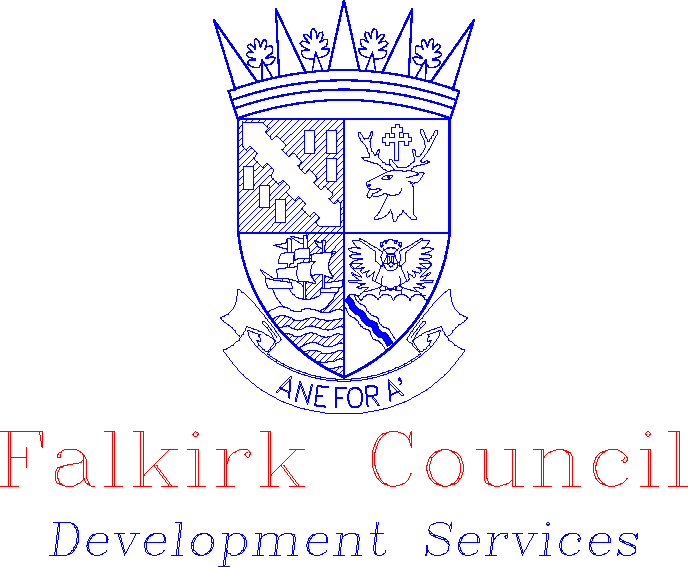 ANE FOR A'
Falkirk Council
Development Services